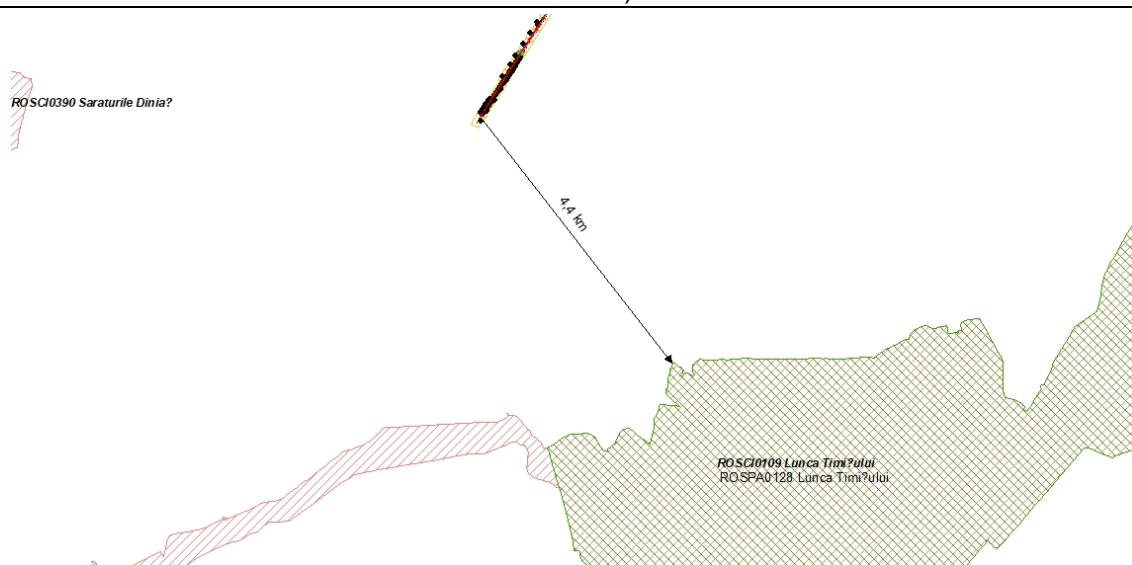 ROSCI0390 Saraturile Dinia?
4,4 km
ROSCI0109 Lunca Timi?ului
ROSPA0128 Lunca Timi?ului